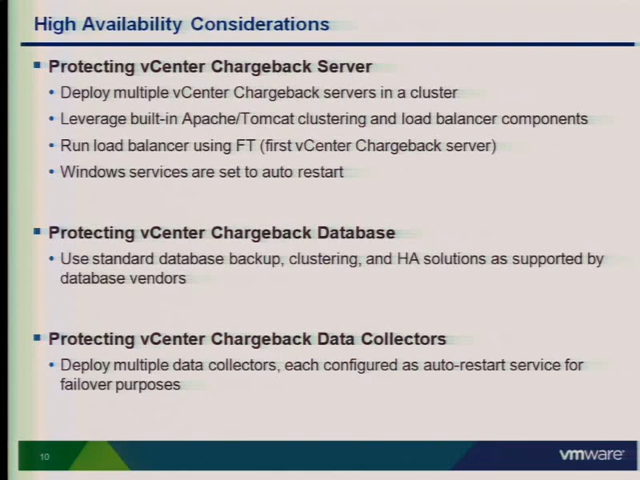 High Availability Considerations
Protecting vCenter Chargeback Server
• Deploy multiple vCenter Chargeback servers in a cluster
• Leverage built-in Apache/Tomcat clustering and load balancer components
• Run load balancer using FT (first vCenter Chargeback server)
• Windows services are set to auto restart
Protecting vCenter Chargeback Database
• Use standard database backup, clustering, and HA solutions as supported by
database vendors
Protecting vCenter Chargeback Data Collectors
• Deploy multiple data collectors, each configured as auto-restart service for
failover purposes
10
vmware